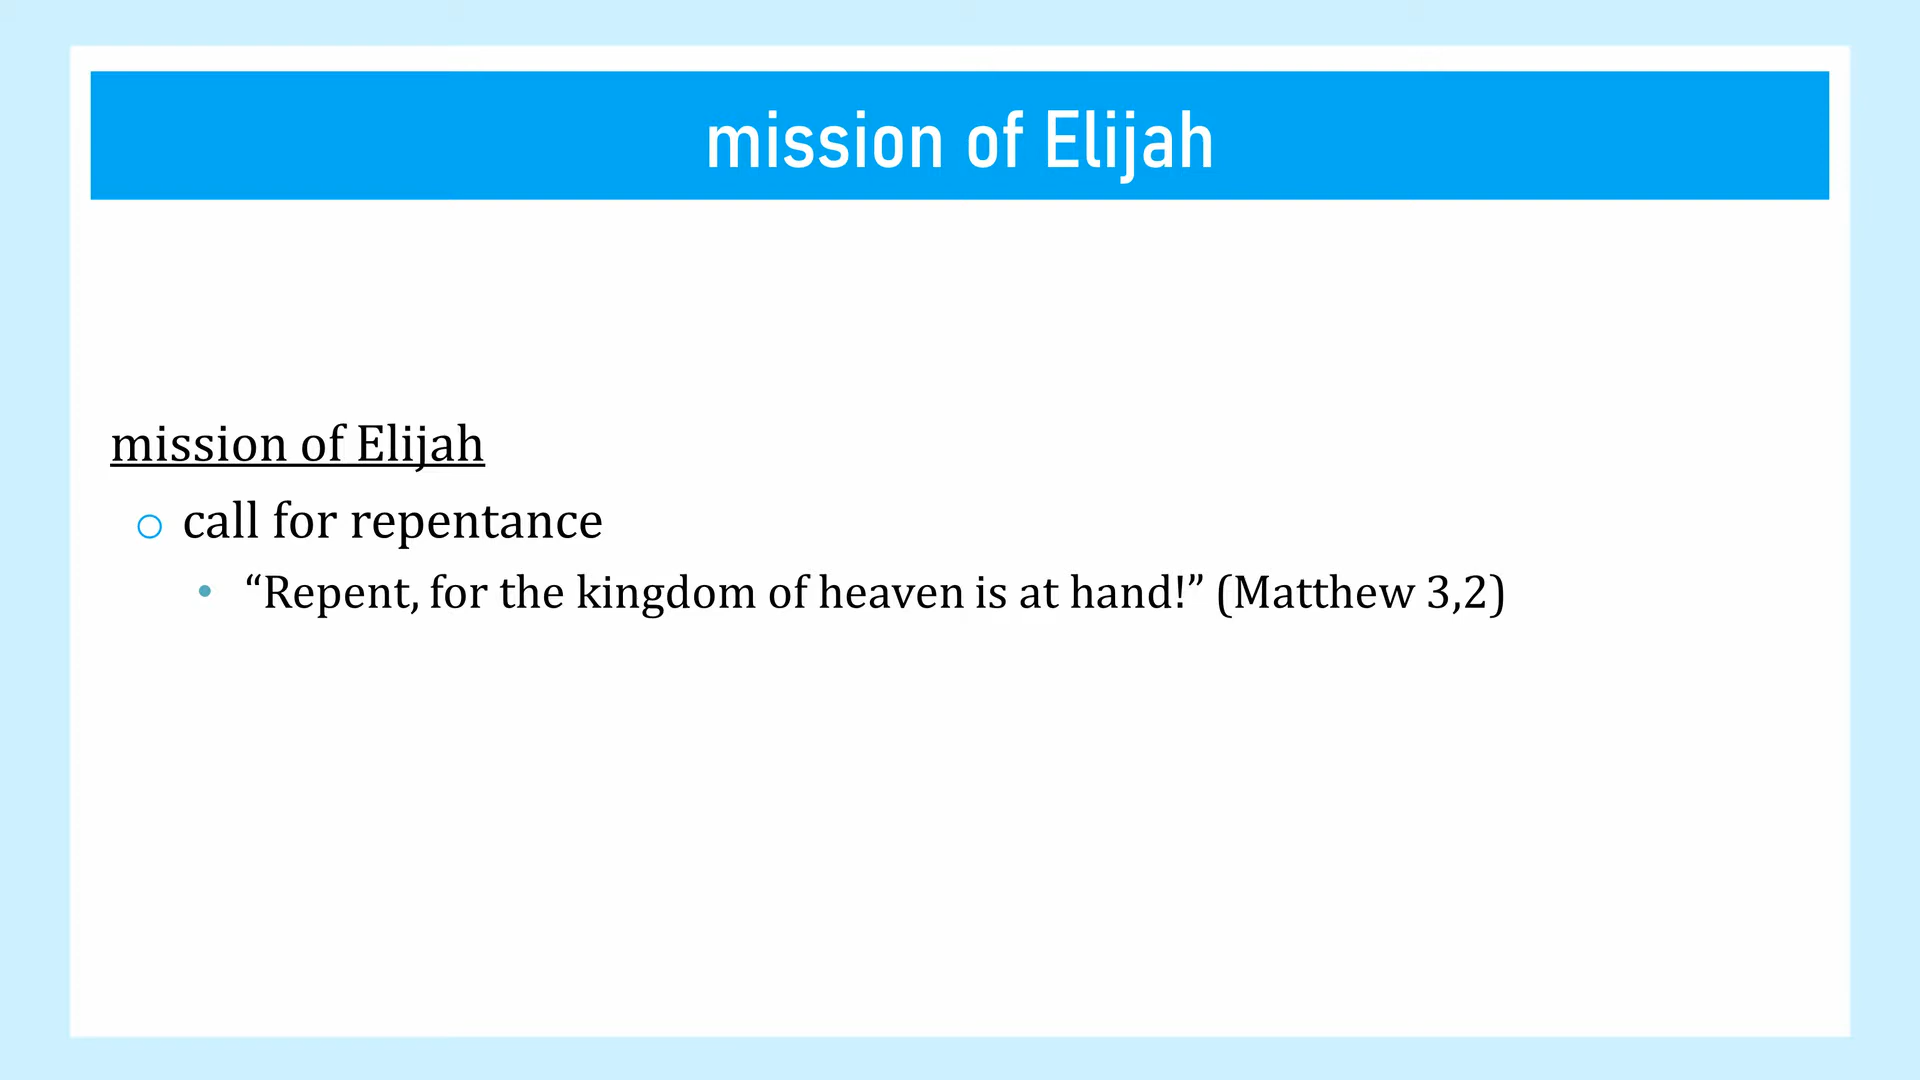 mission of Elijah
mission of Elijah
○ call for repentance
• “Repent, for the kingdom of heaven is at hand!” (Matthew 3,2)